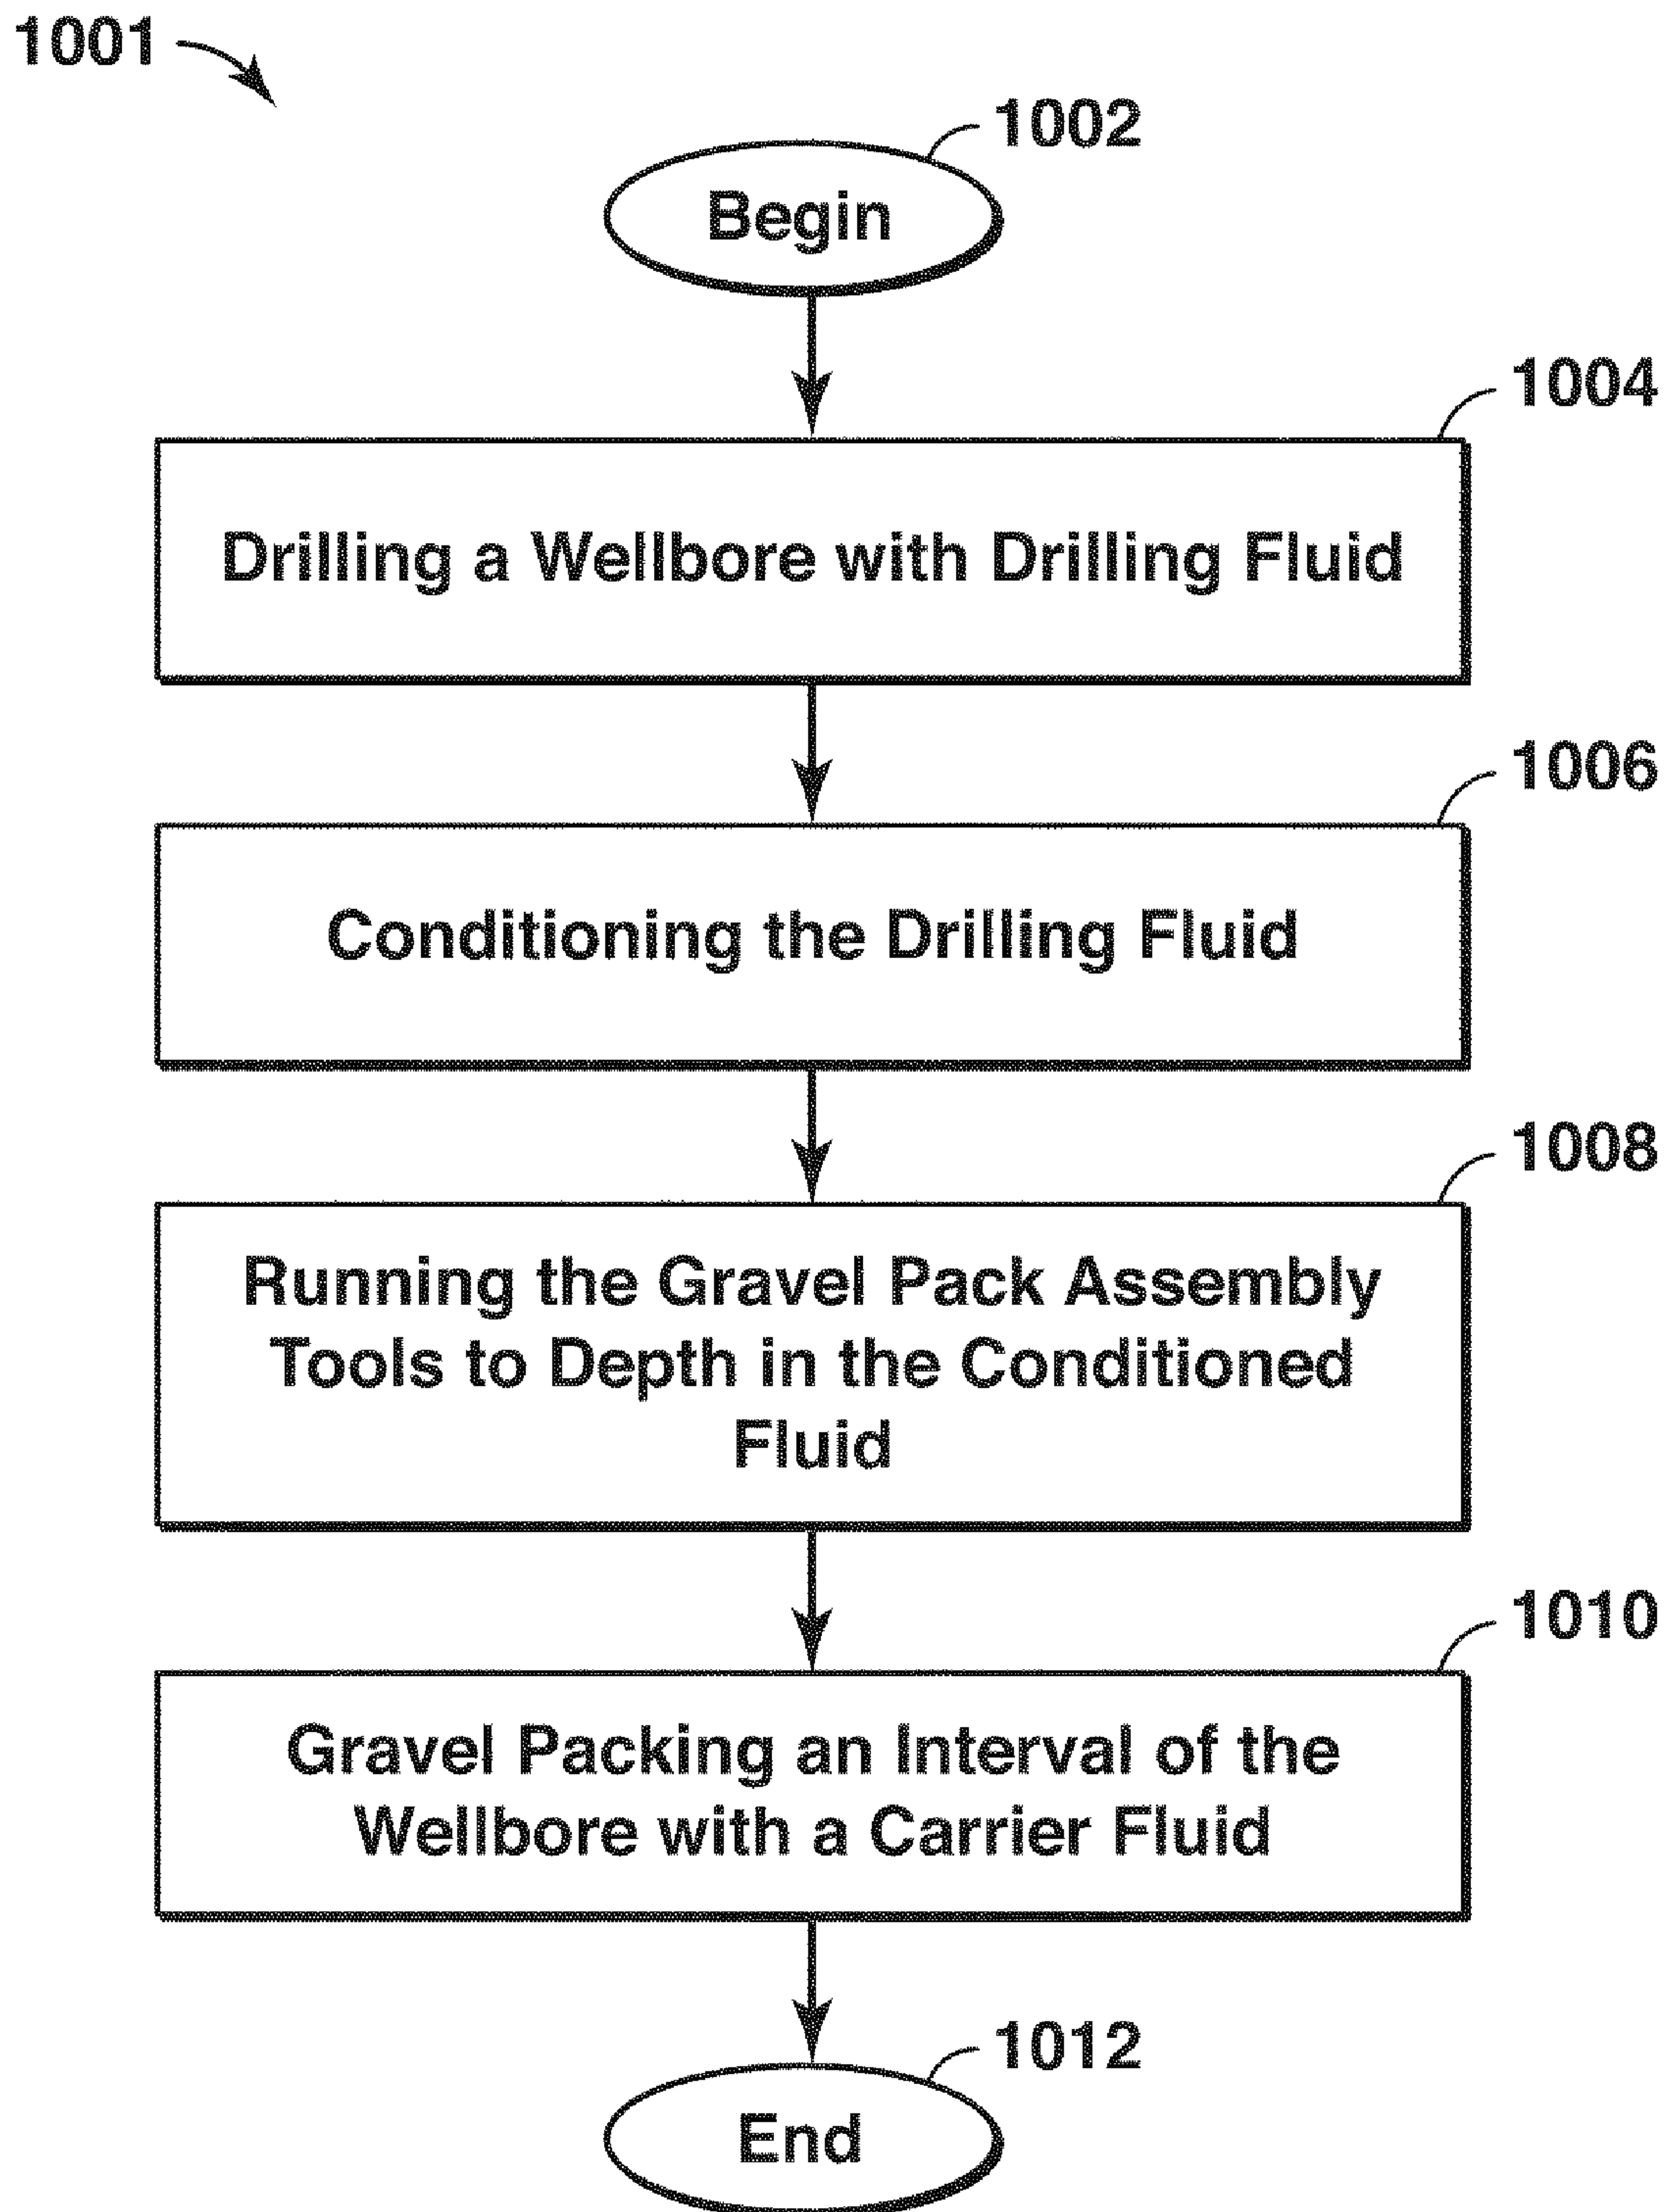 1001
1002
Begin
1004
Drilling a Wellbore with Drilling Fluid
1006
Conditioning the Drilling Fluid
1008
Running the Gravel Pack Assembly
Tools to Depth in the Conditioned
Fluid
1010
Gravel Packing an Interval of the
Wellbore with a Carrier Fluid
1012
End